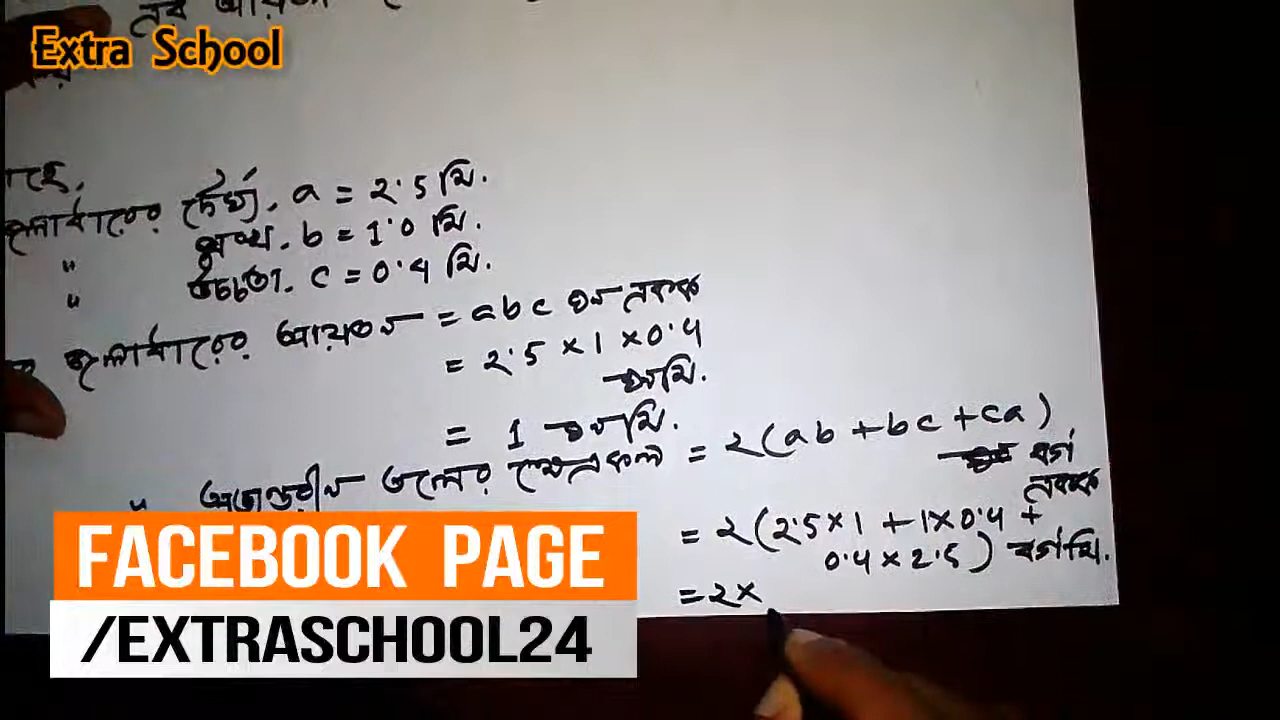 Extra School
জলাধারের দৈর্ঘ্য, a = 2.5 মি.
" প্রস্থ, b = 1.0 মি.
" উচ্চতা, c = 0.4 মি.
জলাধারের আয়তন = abc ঘন একক
= 2.5 × 1 × 0.4
ঘনমি.
= 1 ঘনমি.
" অভ্যন্তরীন তলের ক্ষেত্রফল = 2(ab + bc + ca)
বর্গ
একক
= 2(2.5×1 + 1×0.4 +
0.4×2.5) বর্গমি.
= 2×
FACEBOOK PAGE
/EXTRASCHOOL24